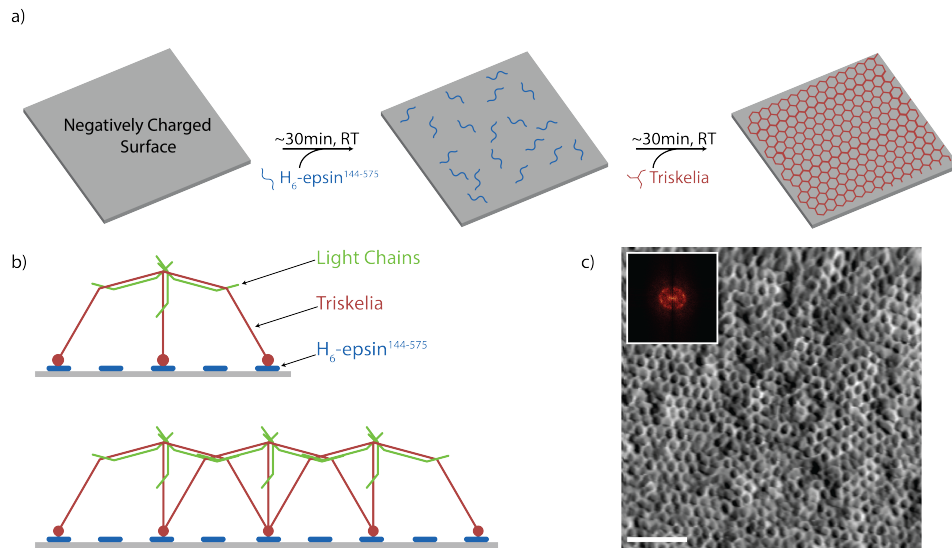 a)
Negatively Charged
Surface
~30min, RT
H₆-epsin¹⁴⁴⁻⁵⁷⁵
~30min, RT
Triskelia
b)
Light Chains
Triskelia
H₆-epsin¹⁴⁴⁻⁵⁷⁵
c)